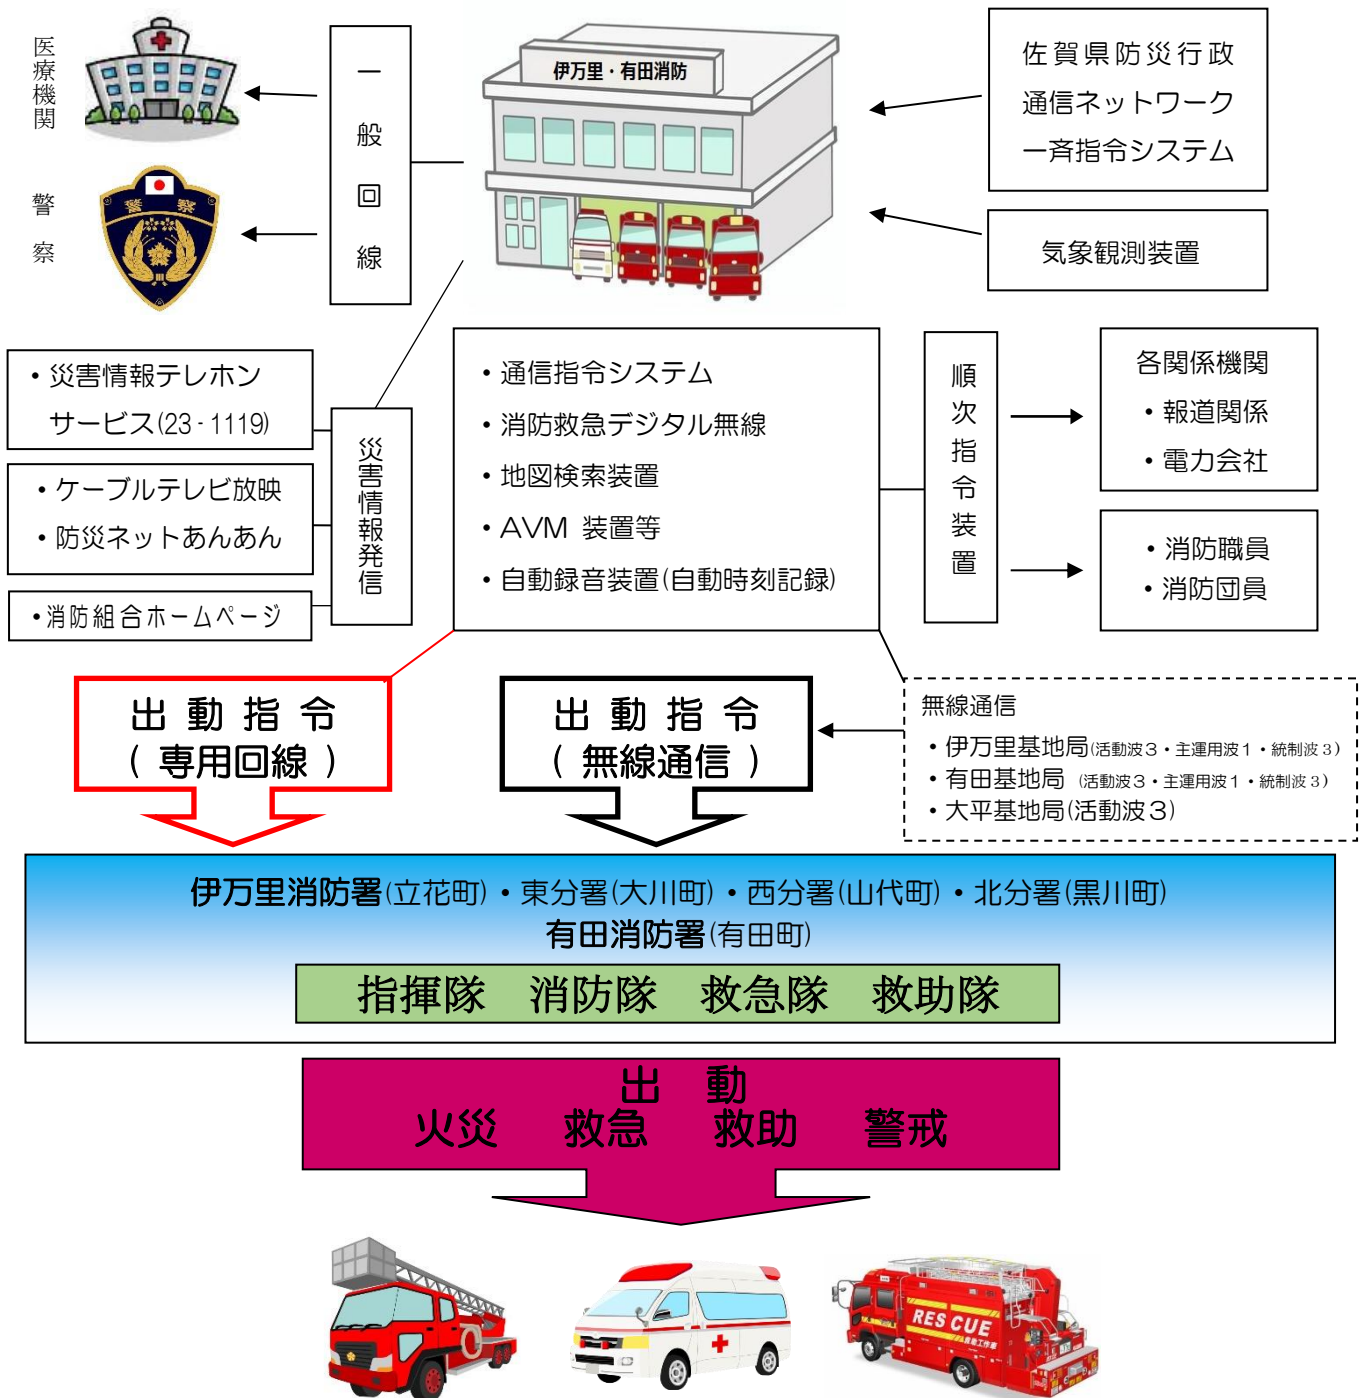 医療機関
警察
警察
一般回線
伊万里・有田消防
佐賀県防災行政
通信ネットワーク
一斉指令システム
気象観測装置
・災害情報テレホン
サービス(23-1119)
・ケーブルテレビ放映
・防災ネットあんあん
・消防組合ホームページ
災害情報発信
・通信指令システム
・消防救急デジタル無線
・地図検索装置
・AVM 装置等
・自動録音装置(自動時刻記録)
順次指令装置
各関係機関
・報道関係
・電力会社
・消防職員
・消防団員
出動指令
(専用回線)
出動指令
(無線通信)
無線通信
・伊万里基地局(活動波3・主運用波1・統制波3)
・有田基地局 (活動波3・主運用波1・統制波3)
・大平基地局(活動波3)
伊万里消防署(立花町)・東分署(大川町)・西分署(山代町)・北分署(黒川町)
有田消防署(有田町)
指揮隊 消防隊 救急隊 救助隊
出 動
火災 救急 救助 警戒
RESCUE
救助工作車